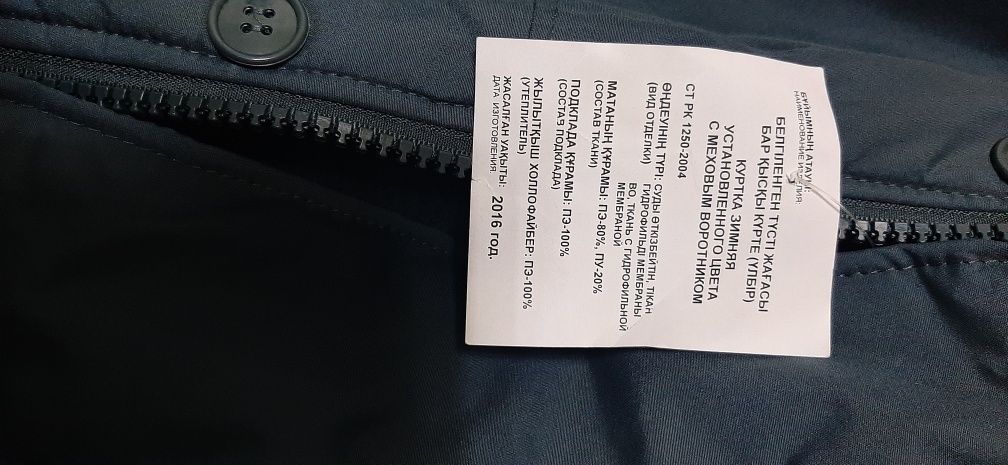 БҰЙЫМНЫҢ АТАУЫ:
НАИМЕНОВАНИЕ ИЗДЕЛИЯ:
БЕЛГІЛЕНГЕН ТҮСТІ ЖАҒАСЫ
БАР ҚЫСҚЫ КҮРТЕ (ҮЛБІР)
КУРТКА ЗИМНЯЯ
УСТАНОВЛЕННОГО ЦВЕТА
С МЕХОВЫМ ВОРОТНИКОМ
СТ РК 1250-2004
ӨҢДЕУІНІҢ ТҮРІ: СУДЫ ӨТКІЗБЕЙТІН, ТІКАН
(ВИД ОТДЕЛКИ) ГИДРОФИЛЬДІ МЕМБРАНЫ
ВО, ТКАНЬ С ГИДРОФИЛЬНОЙ
МЕМБРАНОЙ
МАТАНЫҢ ҚҰРАМЫ: ПЭ-80%, ПУ-20%
(СОСТАВ ТКАНИ)
ПОДКЛАДА ҚҰРАМЫ: ПЭ-100%
(СОСТАВ ПОДКЛАДА)
ЖЫЛЫТҚЫШ ХОЛЛОФАЙБЕР: ПЭ-100%
(УТЕПЛИТЕЛЬ)
ЖАСАЛҒАН УАҚЫТЫ: 2016 год.
ДАТА ИЗГОТОВЛЕНИЯ: